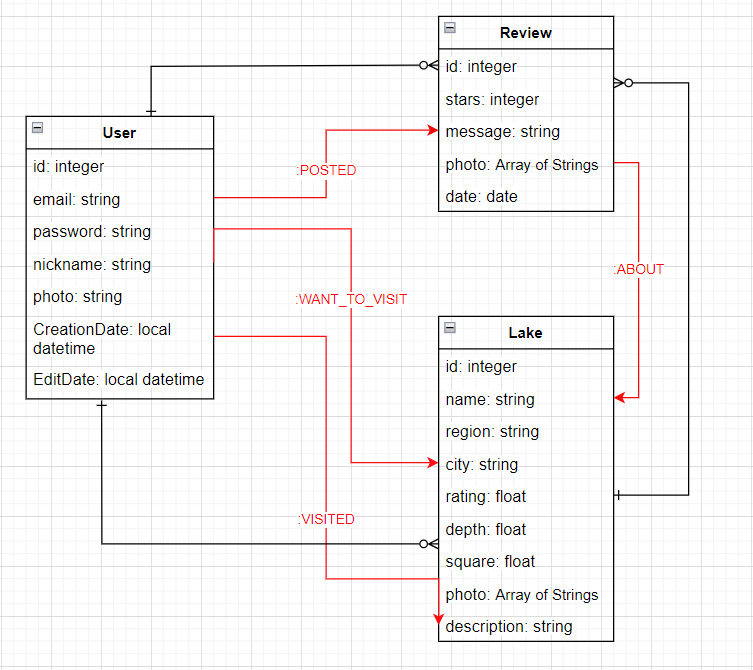 Review
id: integer
stars: integer
message: string
photo: Array of Strings
date: date
User
id: integer
email: string
password: string
nickname: string
photo: string
CreationDate: local
datetime
EditDate: local datetime
:POSTED
:ABOUT
:WANT_TO_VISIT
:VISITED
Lake
id: integer
name: string
region: string
city: string
rating: float
depth: float
square: float
photo: Array of Strings
description: string